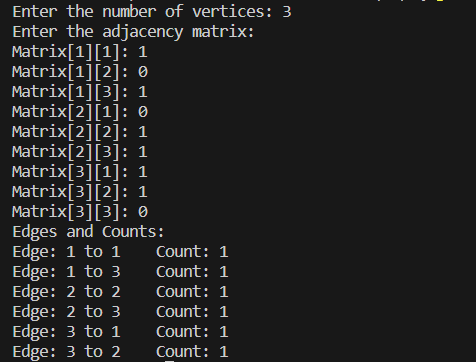 Enter the number of vertices: 3
Enter the adjacency matrix:
Matrix[1][1]: 1
Matrix[1][2]: 0
Matrix[1][3]: 1
Matrix[2][1]: 0
Matrix[2][2]: 1
Matrix[2][3]: 1
Matrix[3][1]: 1
Matrix[3][2]: 1
Matrix[3][3]: 0
Edges and Counts:
Edge: 1 to 1    Count: 1
Edge: 1 to 3    Count: 1
Edge: 2 to 2    Count: 1
Edge: 2 to 3    Count: 1
Edge: 3 to 1    Count: 1
Edge: 3 to 2    Count: 1